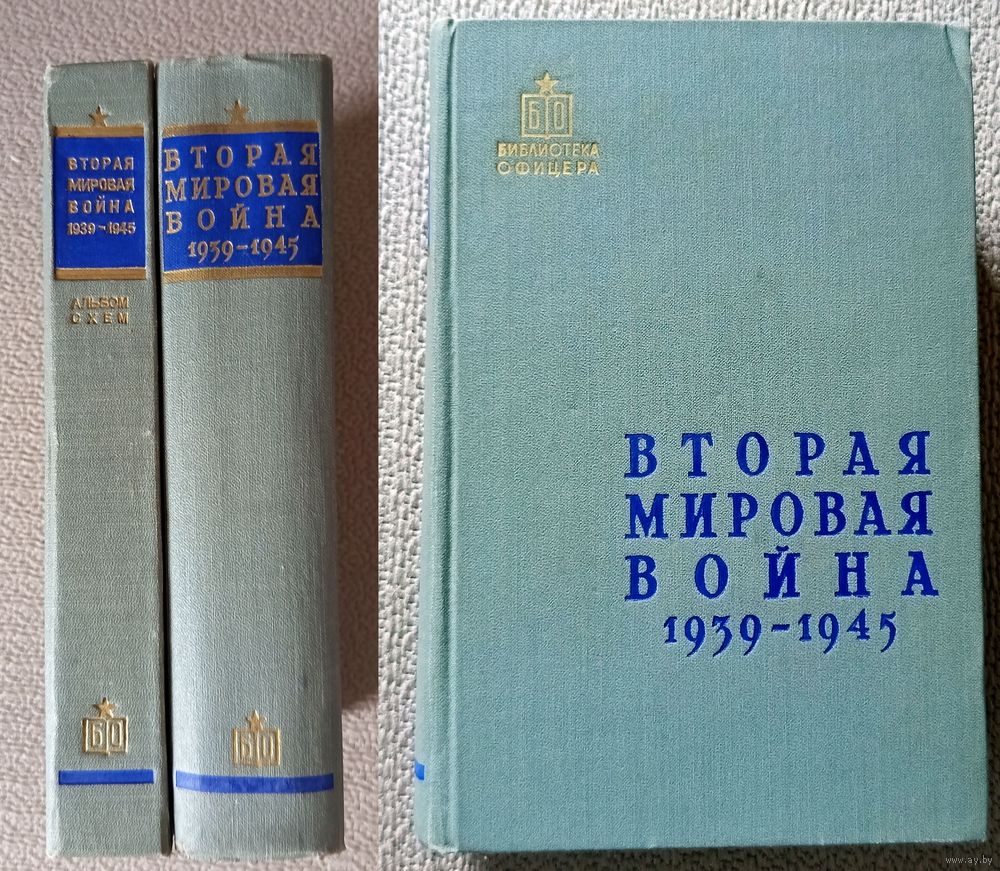 ВТОРАЯ
МИРОВАЯ
ВОЙНА
1939-1945
АЛЬБОМ
СХЕМ
БО
ВТОРАЯ
МИРОВАЯ
ВОЙНА
1939-1945
БО
БО
БИБЛИОТЕКА
ОФИЦЕРА
ВТОРАЯ
МИРОВАЯ
ВОЙНА
1939-1945
www.ay.by